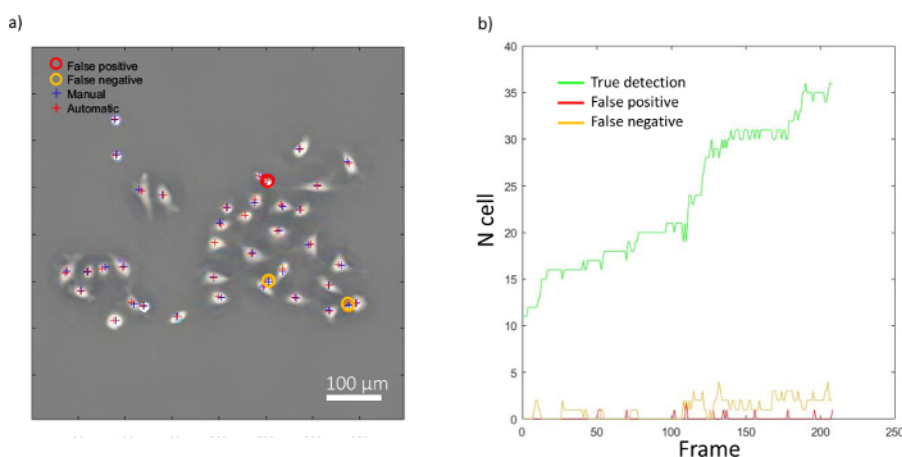 a)
False positive
False negative
Manual
Automatic
100 µm
b)
40
35
30
25
20
15
10
5
0
N cell
True detection
False positive
False negative
0
50
100
150
200
250
Frame